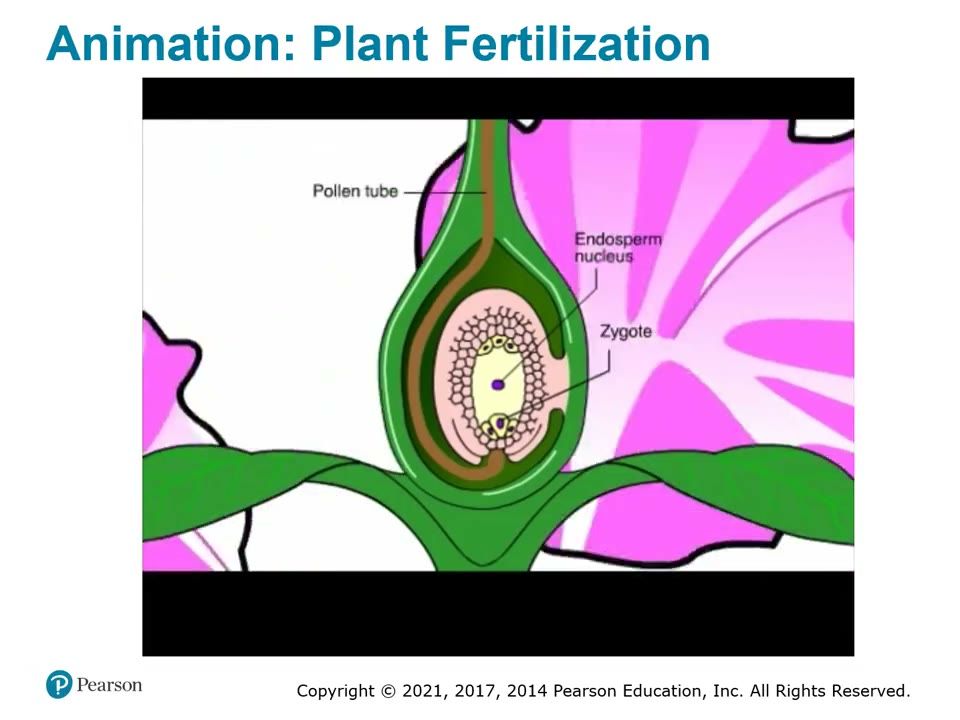 Animation: Plant Fertilization
Pollen tube
Endosperm
nucleus
Zygote
Pearson
Copyright © 2021, 2017, 2014 Pearson Education, Inc. All Rights Reserved.